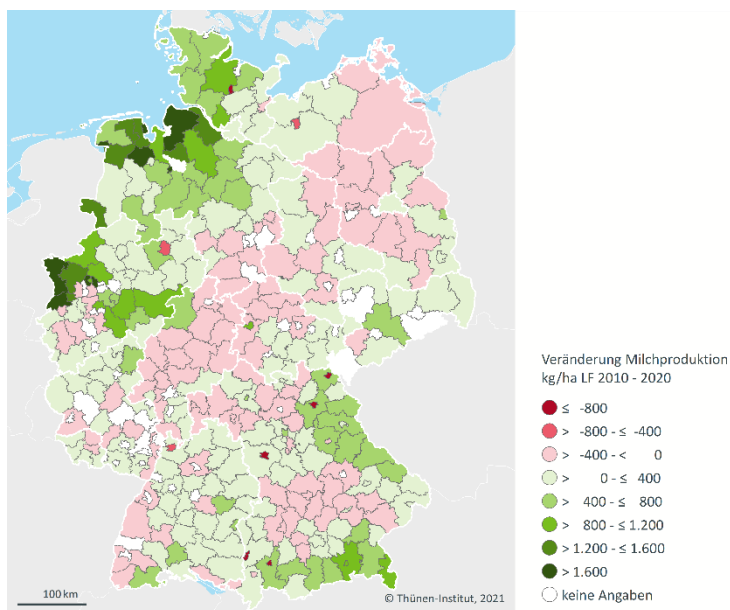 Veränderung Milchproduktion
kg/ha LF 2010 - 2020
≤ -800
> -800 - ≤ -400
> -400 - < 0
> 0 - ≤ 400
> 400 - ≤ 800
> 800 - ≤ 1.200
> 1.200 - ≤ 1.600
> 1.600
keine Angaben
100 km
© Thünen-Institut, 2021